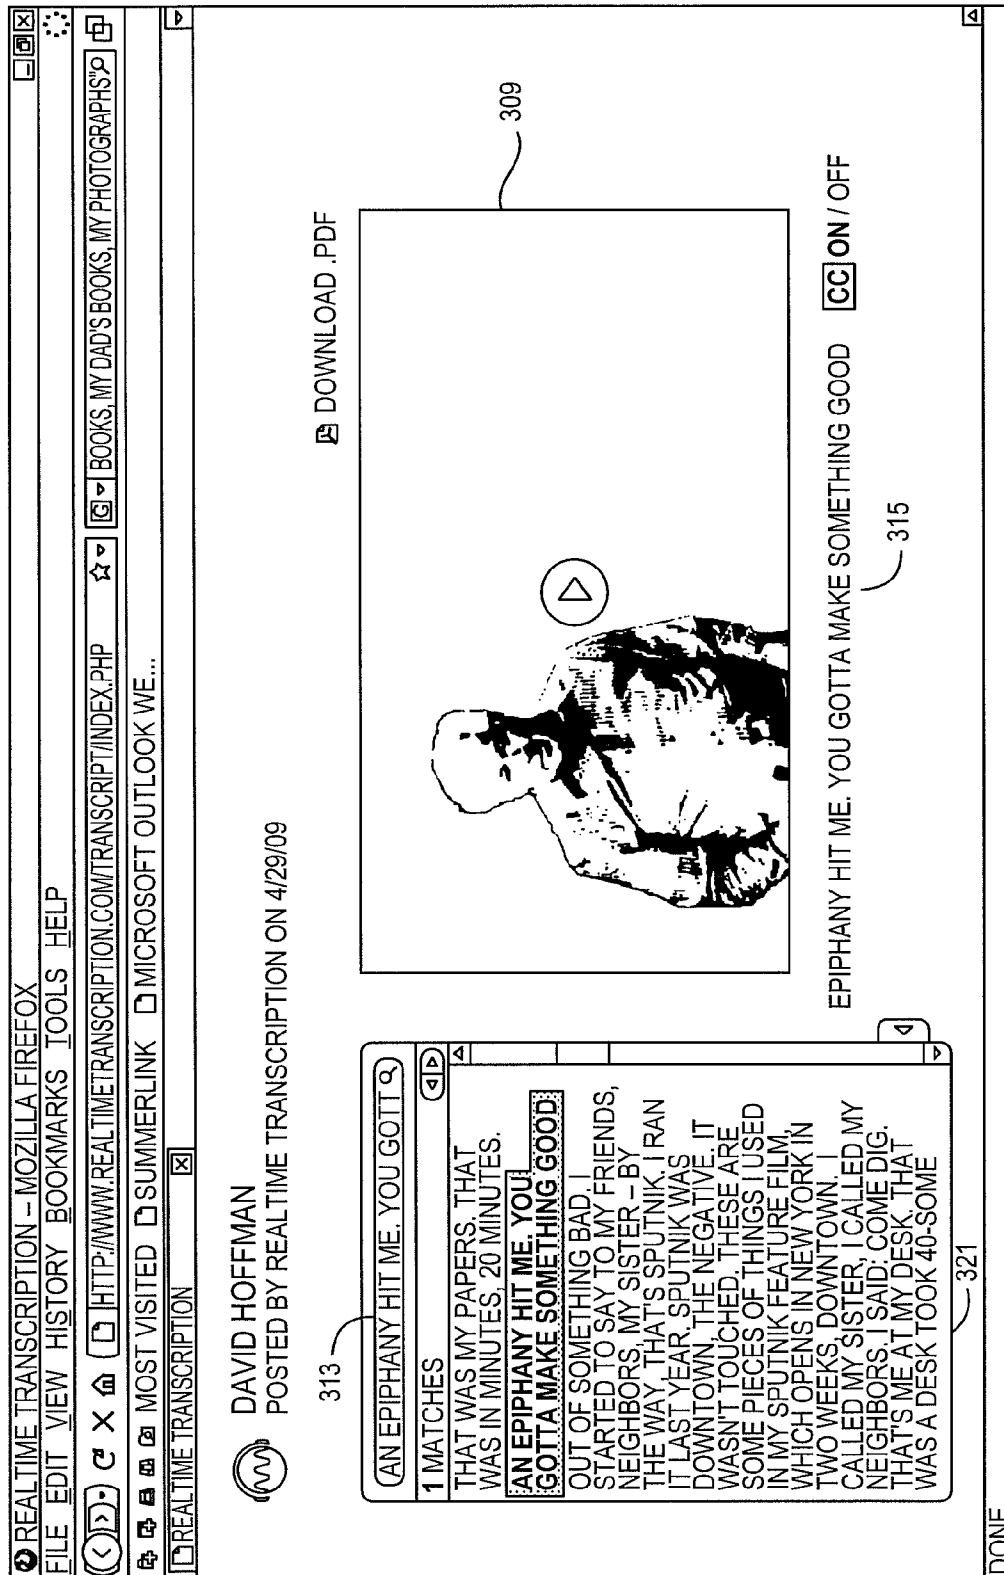 REALTIME TRANSCRIPTION – MOZILLA FIREFOX
FILE EDIT VIEW HISTORY BOOKMARKS TOOLS HELP
HTTP://WWW.REALTIMETRANSCRIPTION.COM/TRANSCRIPT/INDEX.PHP
G BOOKS, MY DAD'S BOOKS, MY PHOTOGRAPHS"
MOST VISITED SUMMERLINK MICROSOFT OUTLOOK WE...
REALTIME TRANSCRIPTION
DAVID HOFFMAN
POSTED BY REALTIME TRANSCRIPTION ON 4/29/09
DOWNLOAD .PDF
313
309
AN EPIPHANY HIT ME. YOU GOTT
1 MATCHES
THAT WAS MY PAPERS. THAT
WAS IN MINUTES, 20 MINUTES.
AN EPIPHANY HIT ME. YOU
GOTTA MAKE SOMETHING GOOD
OUT OF SOMETHING BAD. I
STARTED TO SAY TO MY FRIENDS,
NEIGHBORS, MY SISTER – BY
THE WAY, THAT'S SPUTNIK. I RAN
IT LAST YEAR. SPUTNIK WAS
DOWNTOWN, THE NEGATIVE. IT
WASN'T TOUCHED. THESE ARE
SOME PIECES OF THINGS I USED
IN MY SPUTNIK FEATURE FILM,
WHICH OPENS IN NEW YORK IN
TWO WEEKS, DOWNTOWN. I
CALLED MY SISTER, I CALLED MY
NEIGHBORS. I SAID: COME DIG.
THAT'S ME AT MY DESK. THAT
WAS A DESK TOOK 40-SOME
321
EPIPHANY HIT ME. YOU GOTTA MAKE SOMETHING GOOD
CC ON / OFF
315
DONE